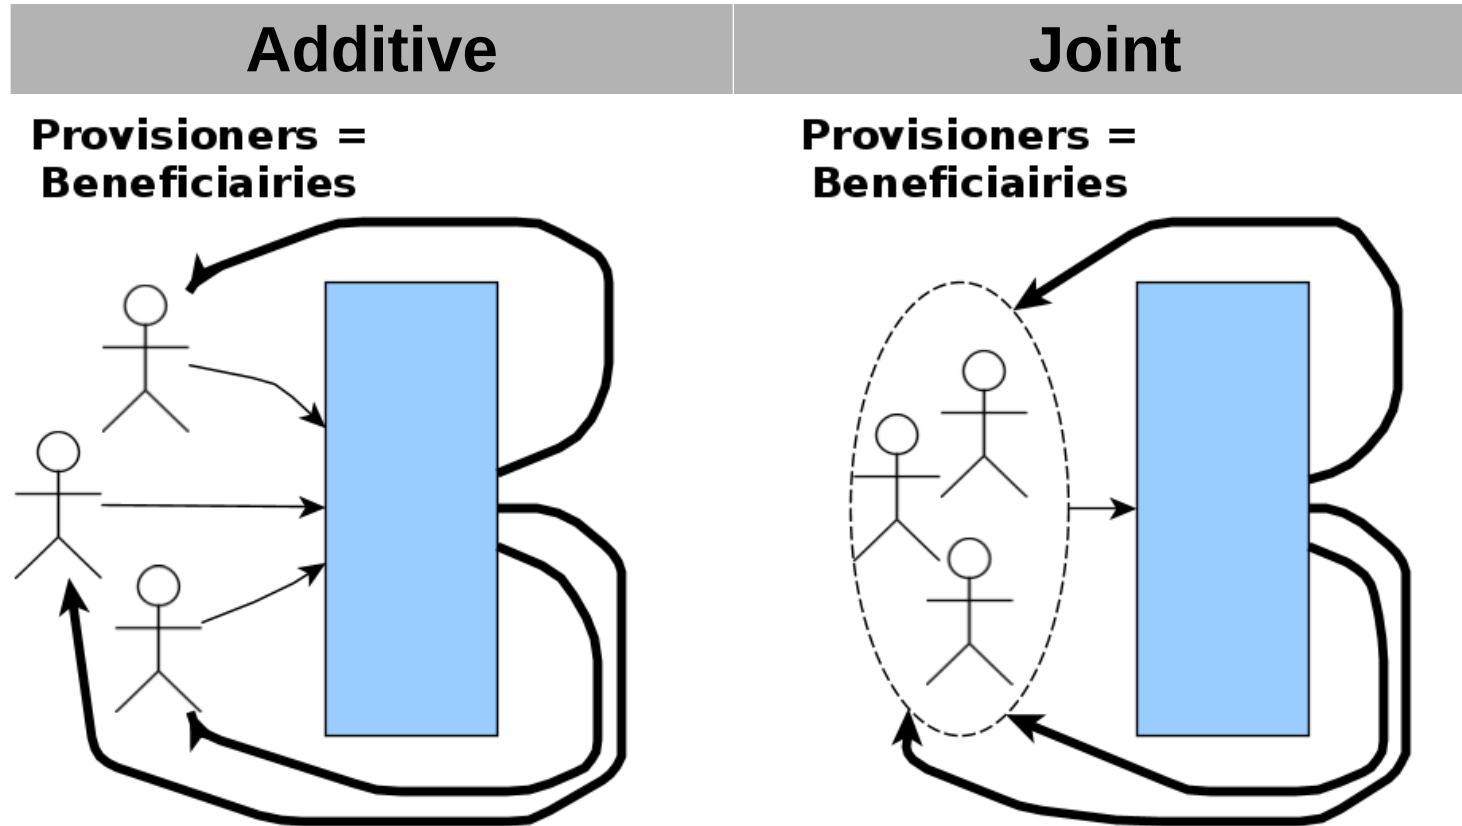 Additive
Joint
Provisioners =
Beneficiairies
Provisioners =
Beneficiairies